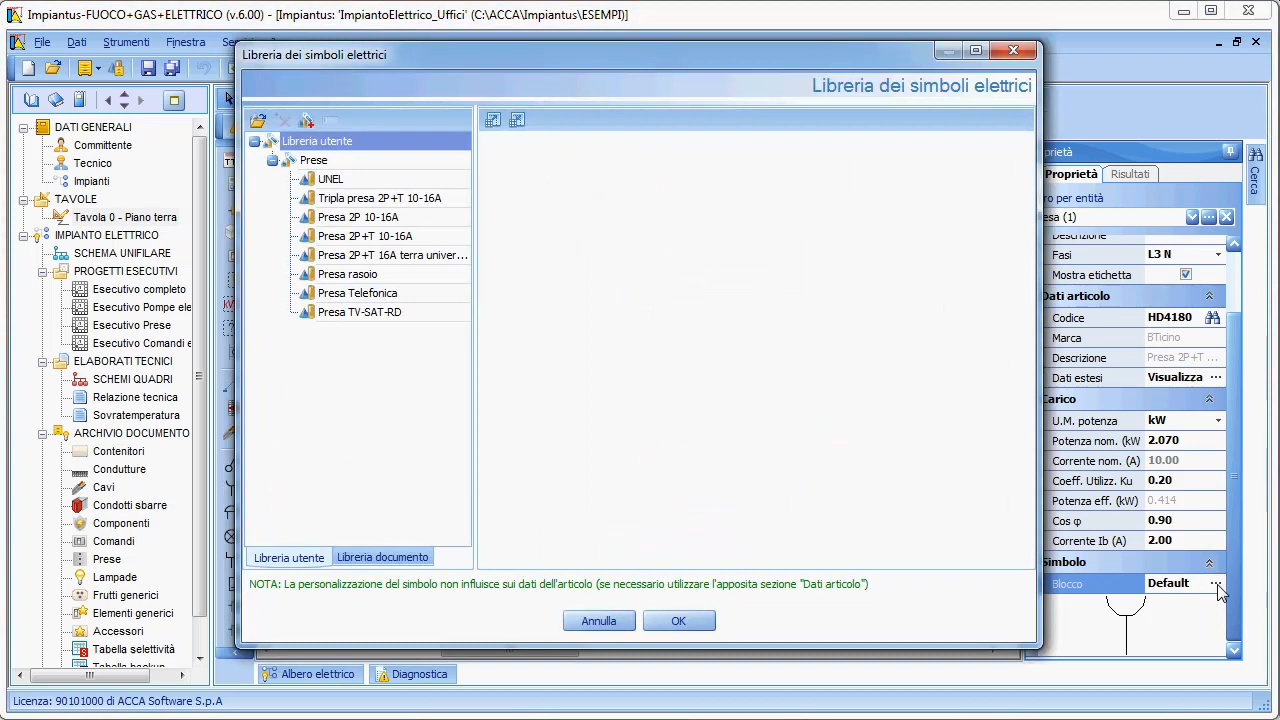 Impiantus-FUOCO+GAS+ELETTRICO (v.6.00) - [Impiantus: 'ImpiantoElettrico_Uffici' (C:\ACCA\Impiantus\ESEMPI)]
File Dati Strumenti Finestra
Libreria dei simboli elettrici
Libreria dei simboli elettrici
DATI GENERALI
Committente
Tecnico
Impianti
TAVOLE
Tavola 0 - Piano terra
IMPIANTO ELETTRICO
SCHEMA UNIFILARE
PROGETTI ESECUTIVI
Esecutivo completo
Esecutivo Pompe ele
Esecutivo Prese
Esecutivo Comandi e
ELABORATI TECNICI
SCHEMI QUADRI
Relazione tecnica
Sovratemperatura
ARCHIVIO DOCUMENTO
Contenitori
Condutture
Cavi
Condotti sbarre
Componenti
Comandi
Prese
Lampade
Frutti generici
Elementi generici
Accessori
Tabella selettività
Tabella backup
Libreria utente
Prese
UNEL
Tripla presa 2P+T 10-16A
Presa 2P 10-16A
Presa 2P+T 10-16A
Presa 2P+T 16A terra univer...
Presa rasoio
Presa Telefonica
Presa TV-SAT-RD
Libreria utente Libreria documento
NOTA: La personalizzazione del simbolo non influisce sui dati dell'articolo (se necessario utilizzare l'apposita sezione "Dati articolo")
Annulla OK
prietà
Proprietà Risultati
ro per entità
esa (1)
Descrizione
Fasi L3 N
Mostra etichetta
Dati articolo
Codice HD4180
Marca BTicino
Descrizione Presa 2P+T ...
Dati estesi Visualizza ...
Carico
U.M. potenza kW
Potenza nom. (kW 2.070
Corrente nom. (A) 10.00
Coeff. Utilizz. Ku 0.20
Potenza eff. (kW) 0.414
Cos φ 0.90
Corrente Ib (A) 2.00
Simbolo
Blocco Default
Cerca
Albero elettrico Diagnostica
Licenza: 90101000 di ACCA Software S.p.A